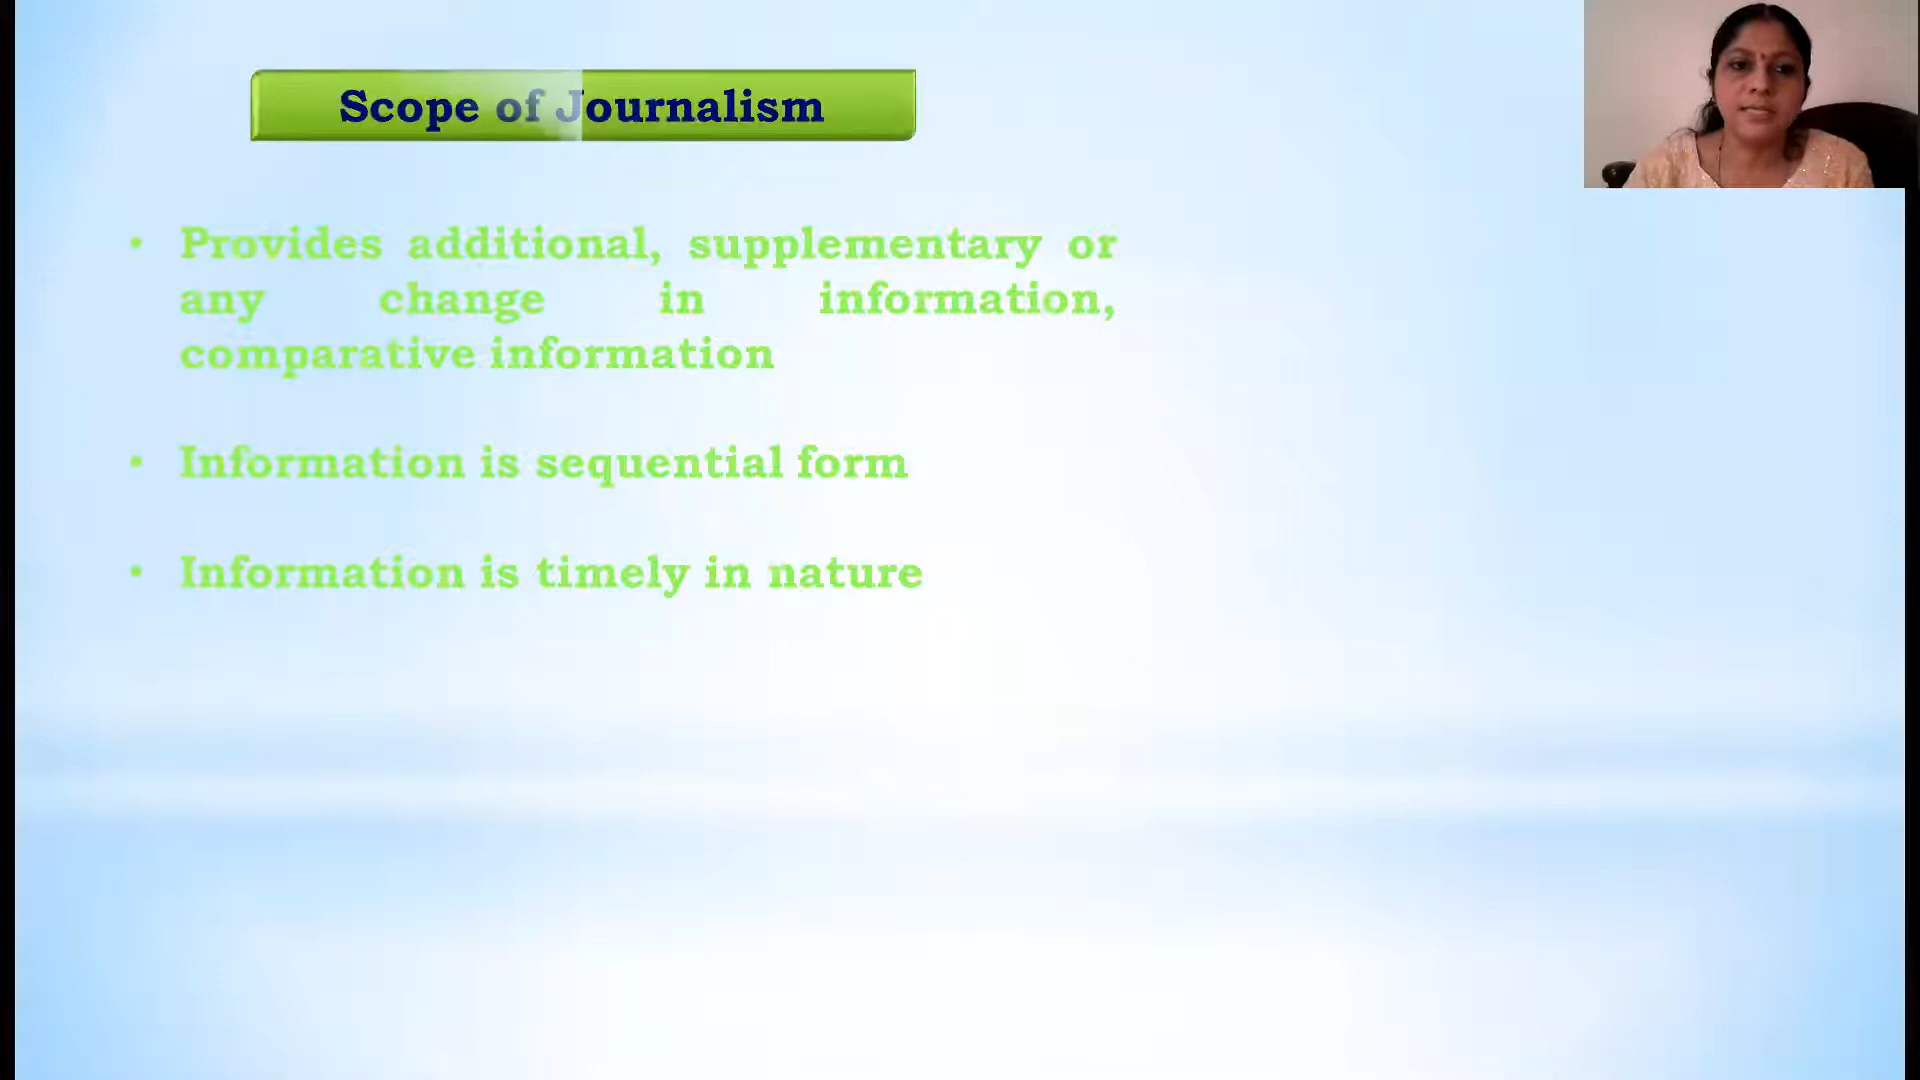 Scope of Journalism
• Provides additional, supplementary or
any change in information,
comparative information
• Information is sequential form
• Information is timely in nature